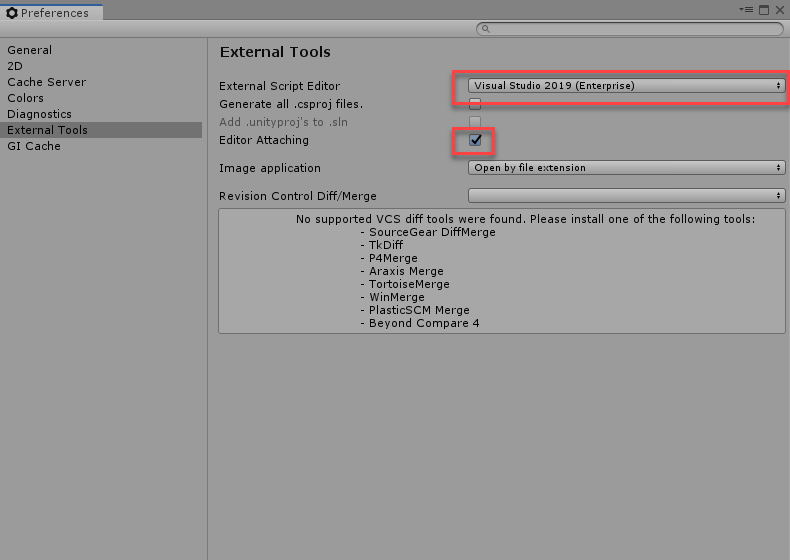 Preferences
General
2D
Cache Server
Colors
Diagnostics
External Tools
GI Cache
External Tools
External Script Editor
Visual Studio 2019 (Enterprise)
Generate all .csproj files.
Add .unityproj's to .sln
Editor Attaching
Image application
Open by file extension
Revision Control Diff/Merge
No supported VCS diff tools were found. Please install one of the following tools:
- SourceGear DiffMerge
- TkDiff
- P4Merge
- Araxis Merge
- TortoiseMerge
- WinMerge
- PlasticSCM Merge
- Beyond Compare 4